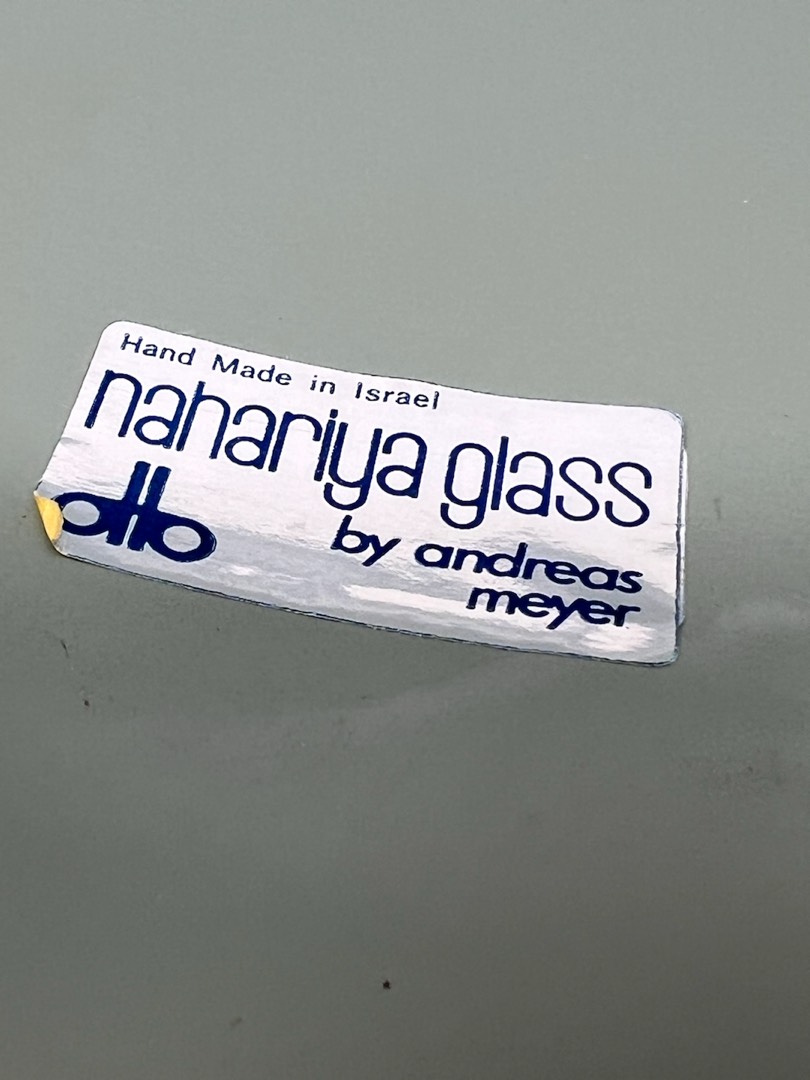 Hand Made in Israel
nahariya glass
by andreas
meyer